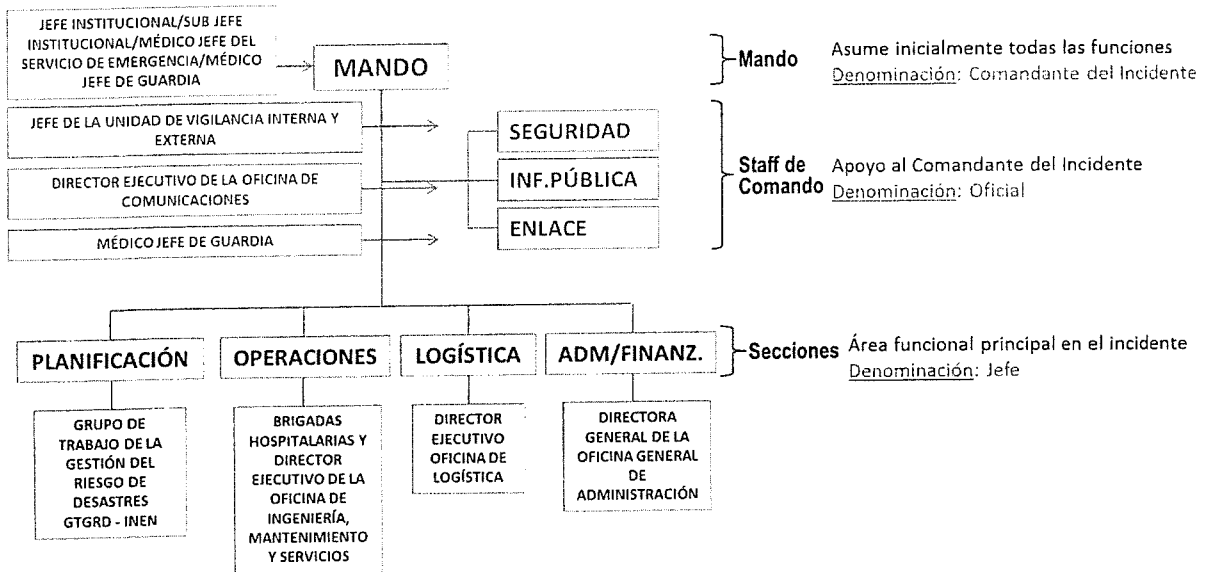 JEFE INSTITUCIONAL/SUB JEFE
INSTITUCIONAL/MÉDICO JEFE DEL
SERVICIO DE EMERGENCIA/MÉDICO
JEFE DE GUARDIA
MANDO
Mando
Asume inicialmente todas las funciones
Denominación: Comandante del Incidente
JEFE DE LA UNIDAD DE VIGILANCIA INTERNA Y
EXTERNA
DIRECTOR EJECUTIVO DE LA OFICINA DE
COMUNICACIONES
MÉDICO JEFE DE GUARDIA
SEGURIDAD
INF.PÚBLICA
ENLACE
Staff de
Comando
Apoyo al Comandante del Incidente
Denominación: Oficial
PLANIFICACIÓN
OPERACIONES
LOGÍSTICA
ADM/FINANZ.
Secciones
Área funcional principal en el incidente
Denominación: Jefe
GRUPO DE
TRABAJO DE LA
GESTIÓN DEL
RIESGO DE
DESASTRES
GTGRD - INEN
BRIGADAS
HOSPITALARIAS Y
DIRECTOR
EJECUTIVO DE LA
OFICINA DE
INGENIERÍA,
MANTENIMIENTO
Y SERVICIOS
DIRECTOR
EJECUTIVO
OFICINA DE
LOGÍSTICA
DIRECTORA
GENERAL DE LA
OFICINA GENERAL
DE
ADMINISTRACIÓN